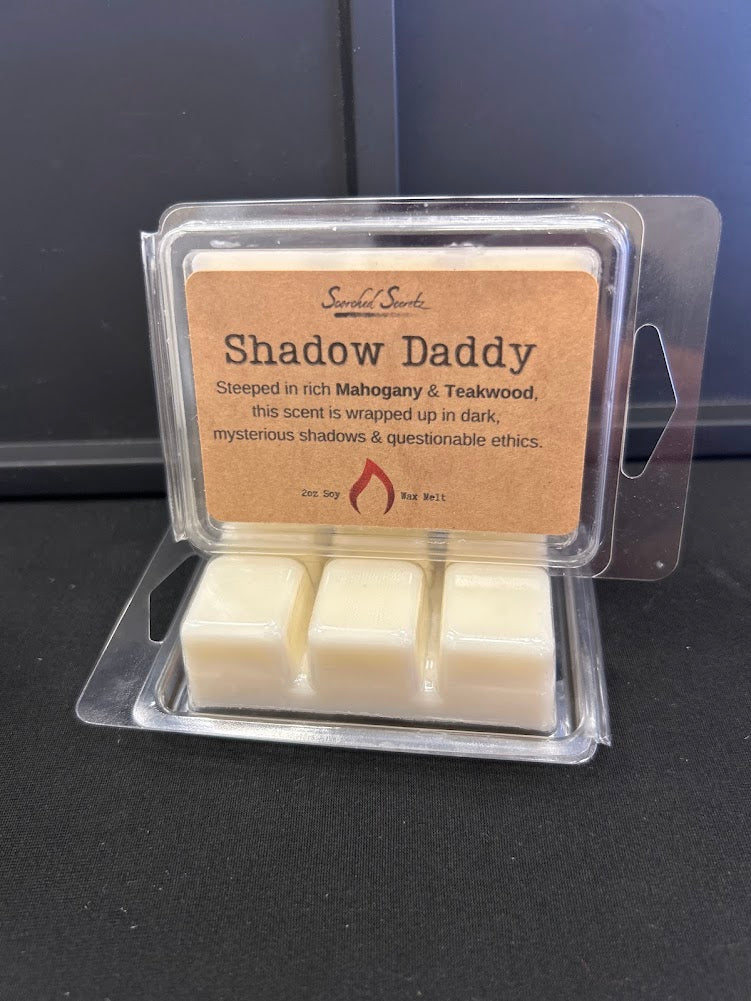 Scorched Secretz
Shadow Daddy
Steeped in rich Mahogany & Teakwood,
this scent is wrapped up in dark,
mysterious shadows & questionable ethics.
2oz Soy Wax Melt